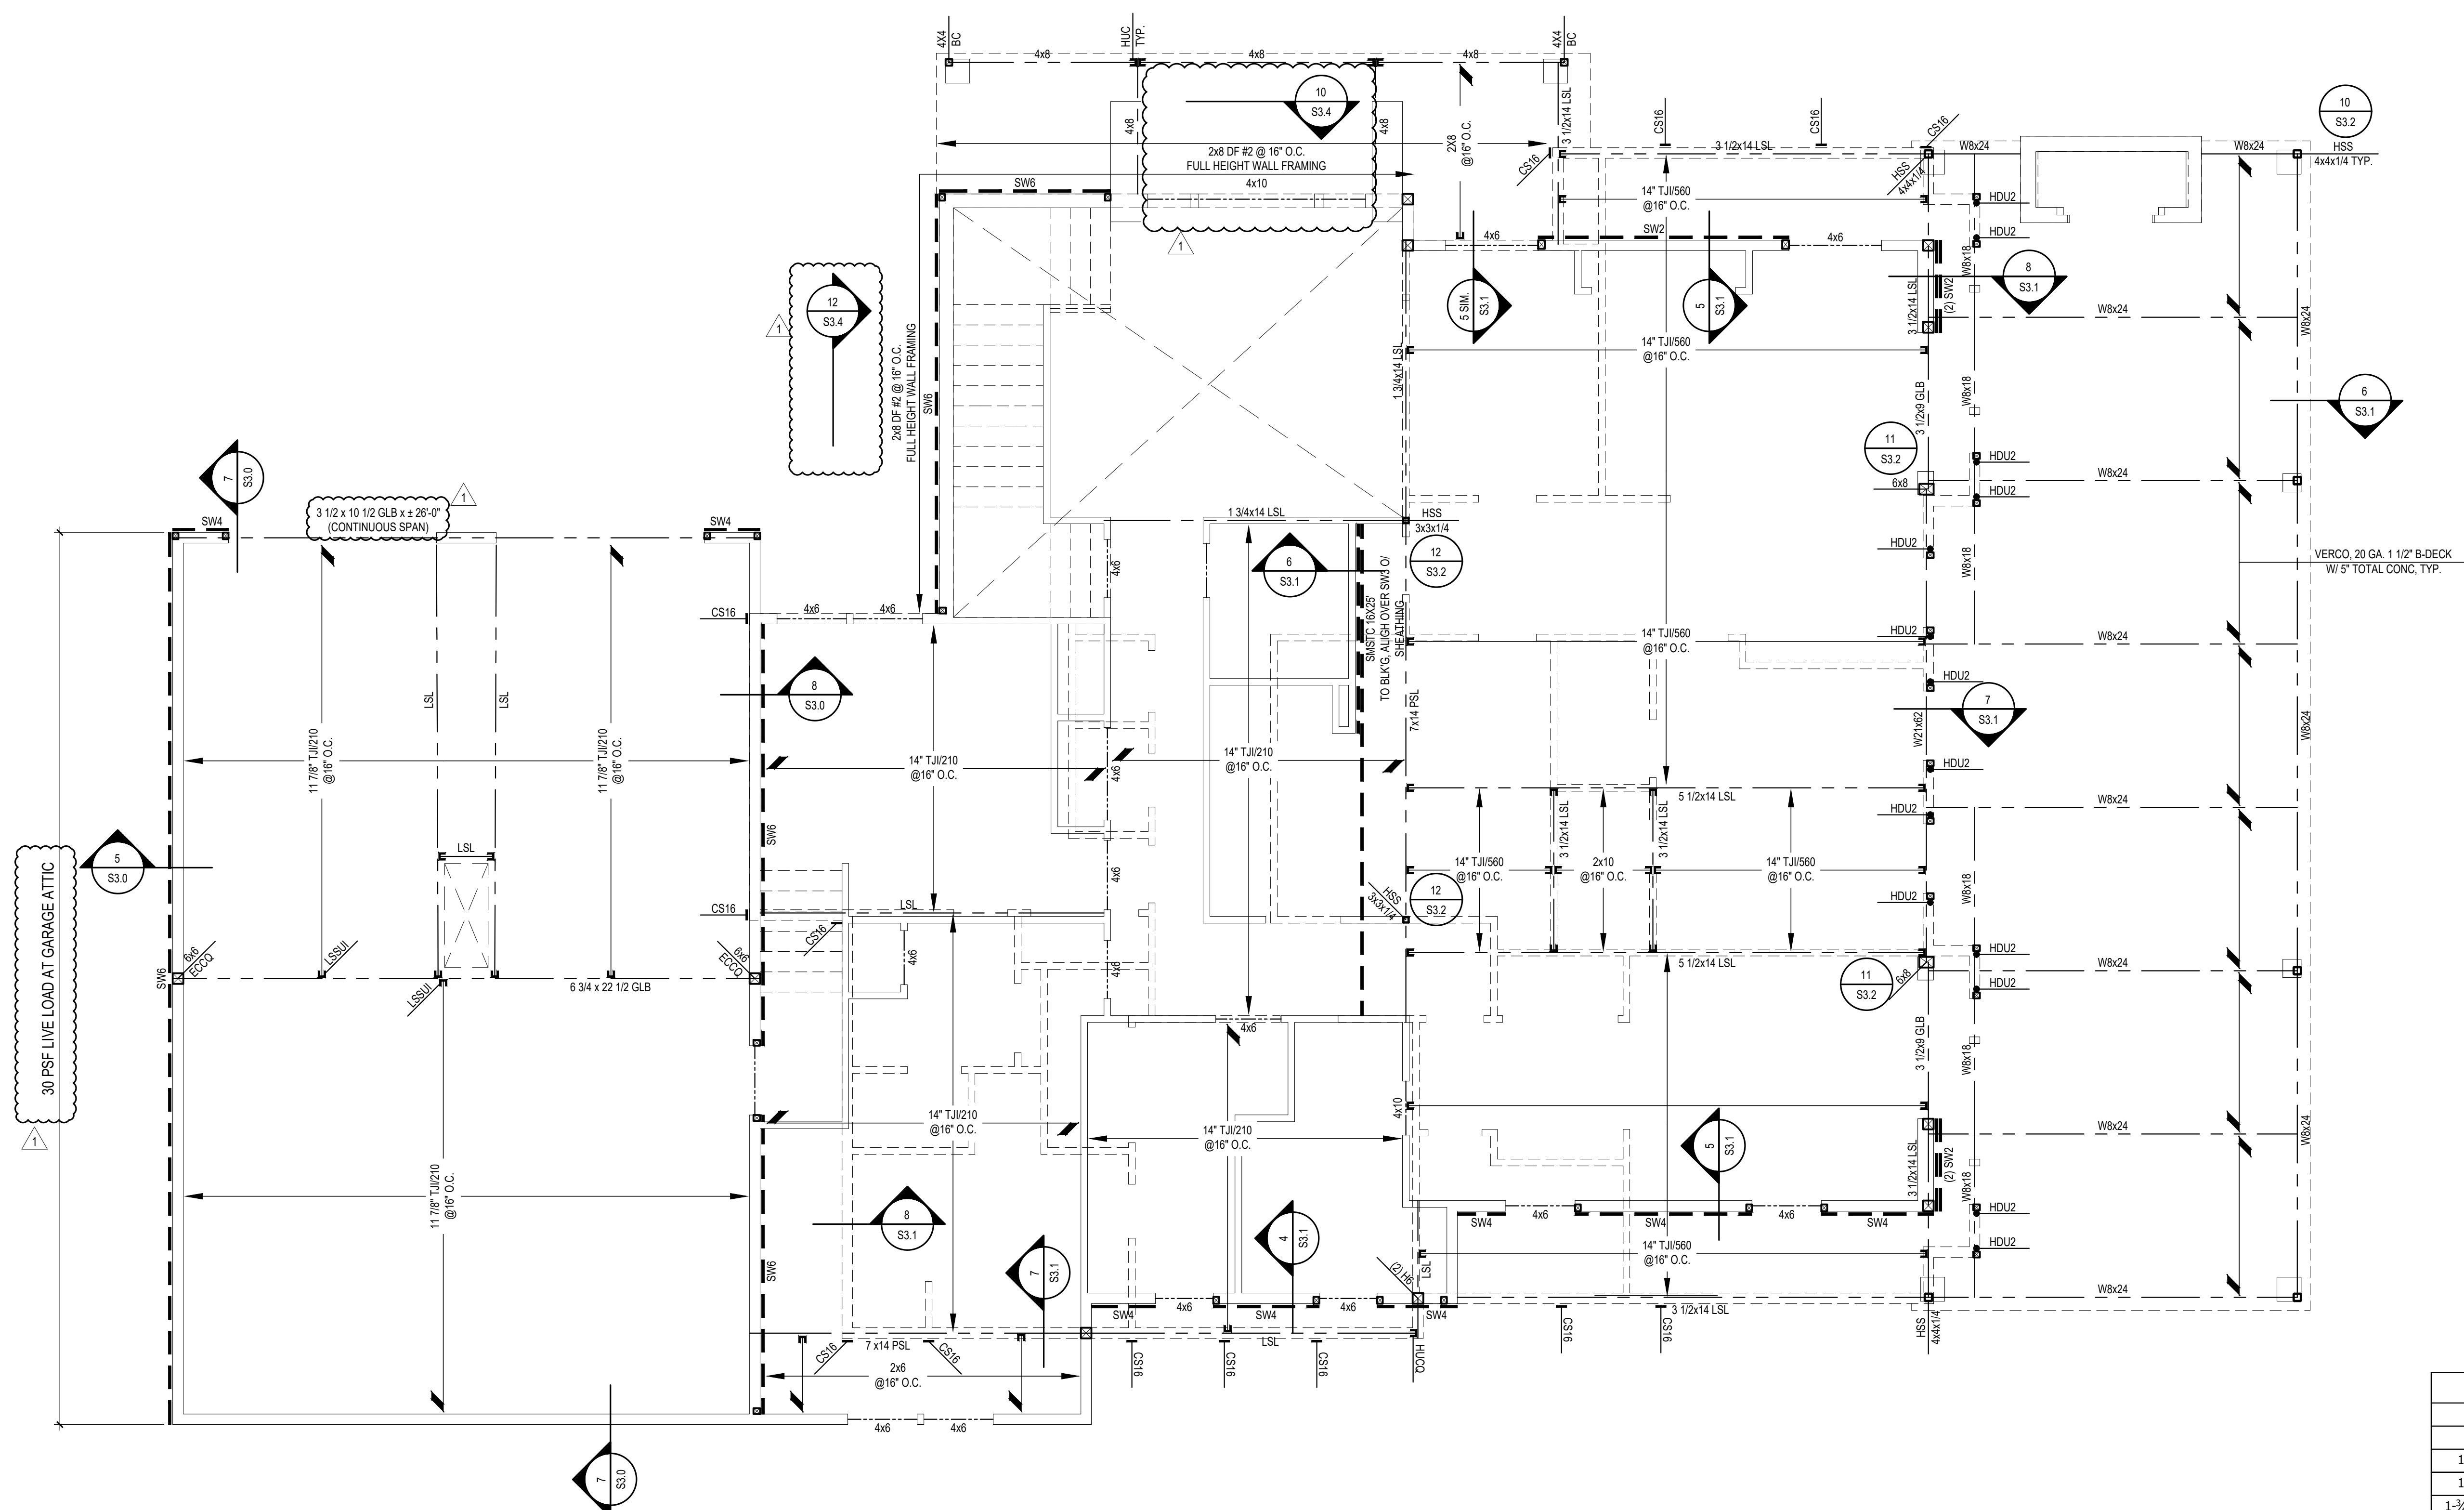 4X4
BC
HUC
TYP.
4X4
BC
4x8
4x8
4x8
10
S3.4
4x8
4x8
2X8
@16" O.C.
3 1/2x14 LSL
CS16
CS16
CS16
CS16
10
S3.2
2x8 DF #2 @ 16" O.C.
FULL HEIGHT WALL FRAMING
3 1/2x14 LSL
W8x24
W8x24
HSS
4x4x1/4 TYP.
HSS
4x4x1/4
SW6
4x10
14" TJI/560
@16" O.C.
HDU2
1
4x6
SW2
4x6
HDU2
W8x18
12
S3.4
1
5 SIM.
S3.1
5
S3.1
3 1/2x14 LSL
(2) SW2
8
S3.1
W8x24
W8x24
2x8 DF #2 @ 16" O.C.
FULL HEIGHT WALL FRAMING
SW6
1 3/4x14 LSL
14" TJI/560
@16" O.C.
3 1/2x9 GLB
W8x18
6
S3.1
11
S3.2
HDU2
7
S3.0
W8x24
6x8
HDU2
3 1/2 x 10 1/2 GLB x ± 26'-0"
(CONTINUOUS SPAN)
1
SW4
SW4
1 3/4x14 LSL
HSS
3x3x1/4
12
S3.2
HDU2
W8x18
VERCO, 20 GA. 1 1/2" B-DECK
W/ 5" TOTAL CONC, TYP.
6
S3.1
4x6
SMSTC 16X25'
TO BLK'G, ALIGH OVER SW3 O/
SHEATHING
CS16
4x6
4x6
HDU2
14" TJI/560
@16" O.C.
W8x24
8
S3.0
LSL
LSL
HDU2
7
S3.1
7x14 PSL
W21x62
W8x24
11 7/8" TJI/210
@16" O.C.
11 7/8" TJI/210
@16" O.C.
14" TJI/210
@16" O.C.
4x6
14" TJI/210
@16" O.C.
HDU2
5 1/2x14 LSL
W8x24
HDU2
SW6
3 1/2x14 LSL
3 1/2x14 LSL
5
S3.0
LSL
14" TJI/560
@16" O.C.
2x10
@16" O.C.
14" TJI/560
@16" O.C.
W8x18
4x6
12
S3.2
HSS
3x3x1/4
HDU2
CS16
LSL
CS16
30 PSF LIVE LOAD AT GARAGE ATTIC
1
SW6
6x6
ECCQ
LSSUI
6x6
ECCQ
4x6
4x6
HDU2
5 1/2x14 LSL
W8x24
LSSUI
6 3/4 x 22 1/2 GLB
11
S3.2
6x8
HDU2
4x6
3 1/2x9 GLB
W8x18
14" TJI/210
@16" O.C.
14" TJI/210
@16" O.C.
4x10
5
S3.1
W8x24
W8x24
3 1/2x14 LSL
(2) SW2
W8x18
11 7/8" TJI/210
@16" O.C.
8
S3.1
SW4
4x6
SW4
4x6
SW4
HDU2
4
S3.1
14" TJI/560
@16" O.C.
HDU2
7
S3.1
SW6
(2) H6
LSL
W8x24
SW4
4x6
SW4
4x6
SW4
3 1/2x14 LSL
7 x14 PSL
CS16
CS16
LSL
CS16
CS16
CS16
HUCQ
CS16
CS16
HSS
4x4x1/4
2x6
@16" O.C.
4x6
4x6
7
S3.0
1
1